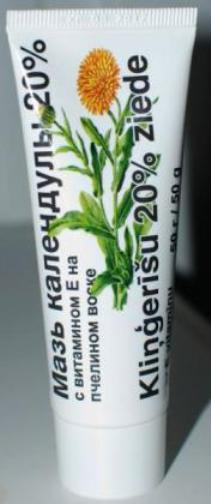 Мазь календулы 20%
с витамином Е на
пчелином воске
Kliņģerīšu 20% ziede
50 г / 50 g